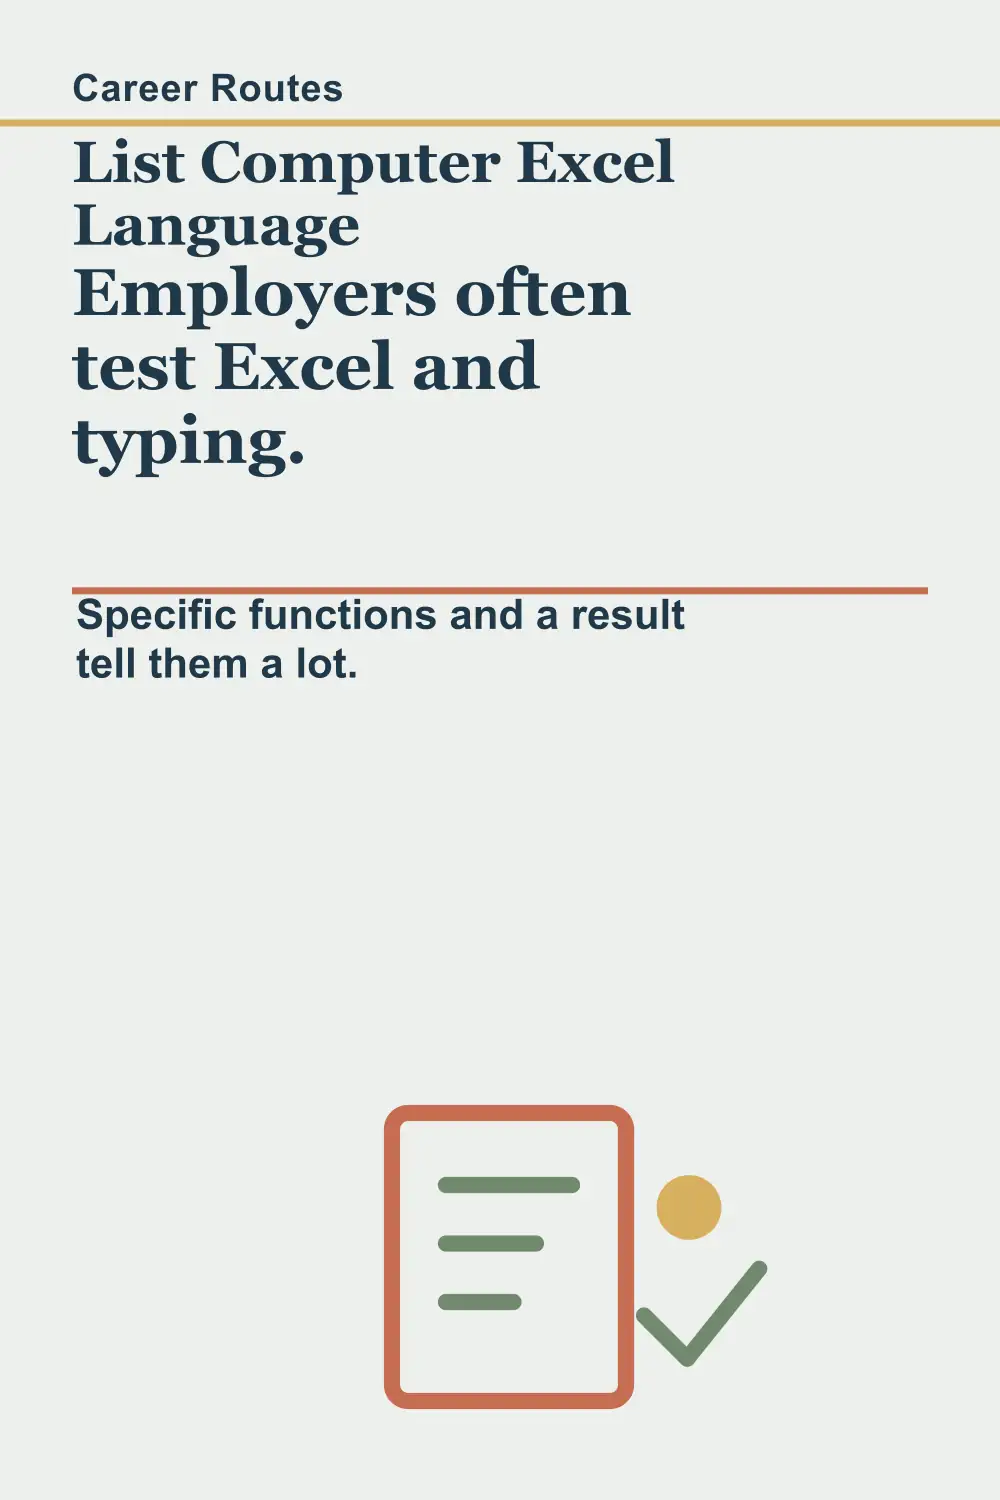 Career Routes
List Computer Excel
Language
Employers often
test Excel and
typing.
Specific functions and a result
tell them a lot.